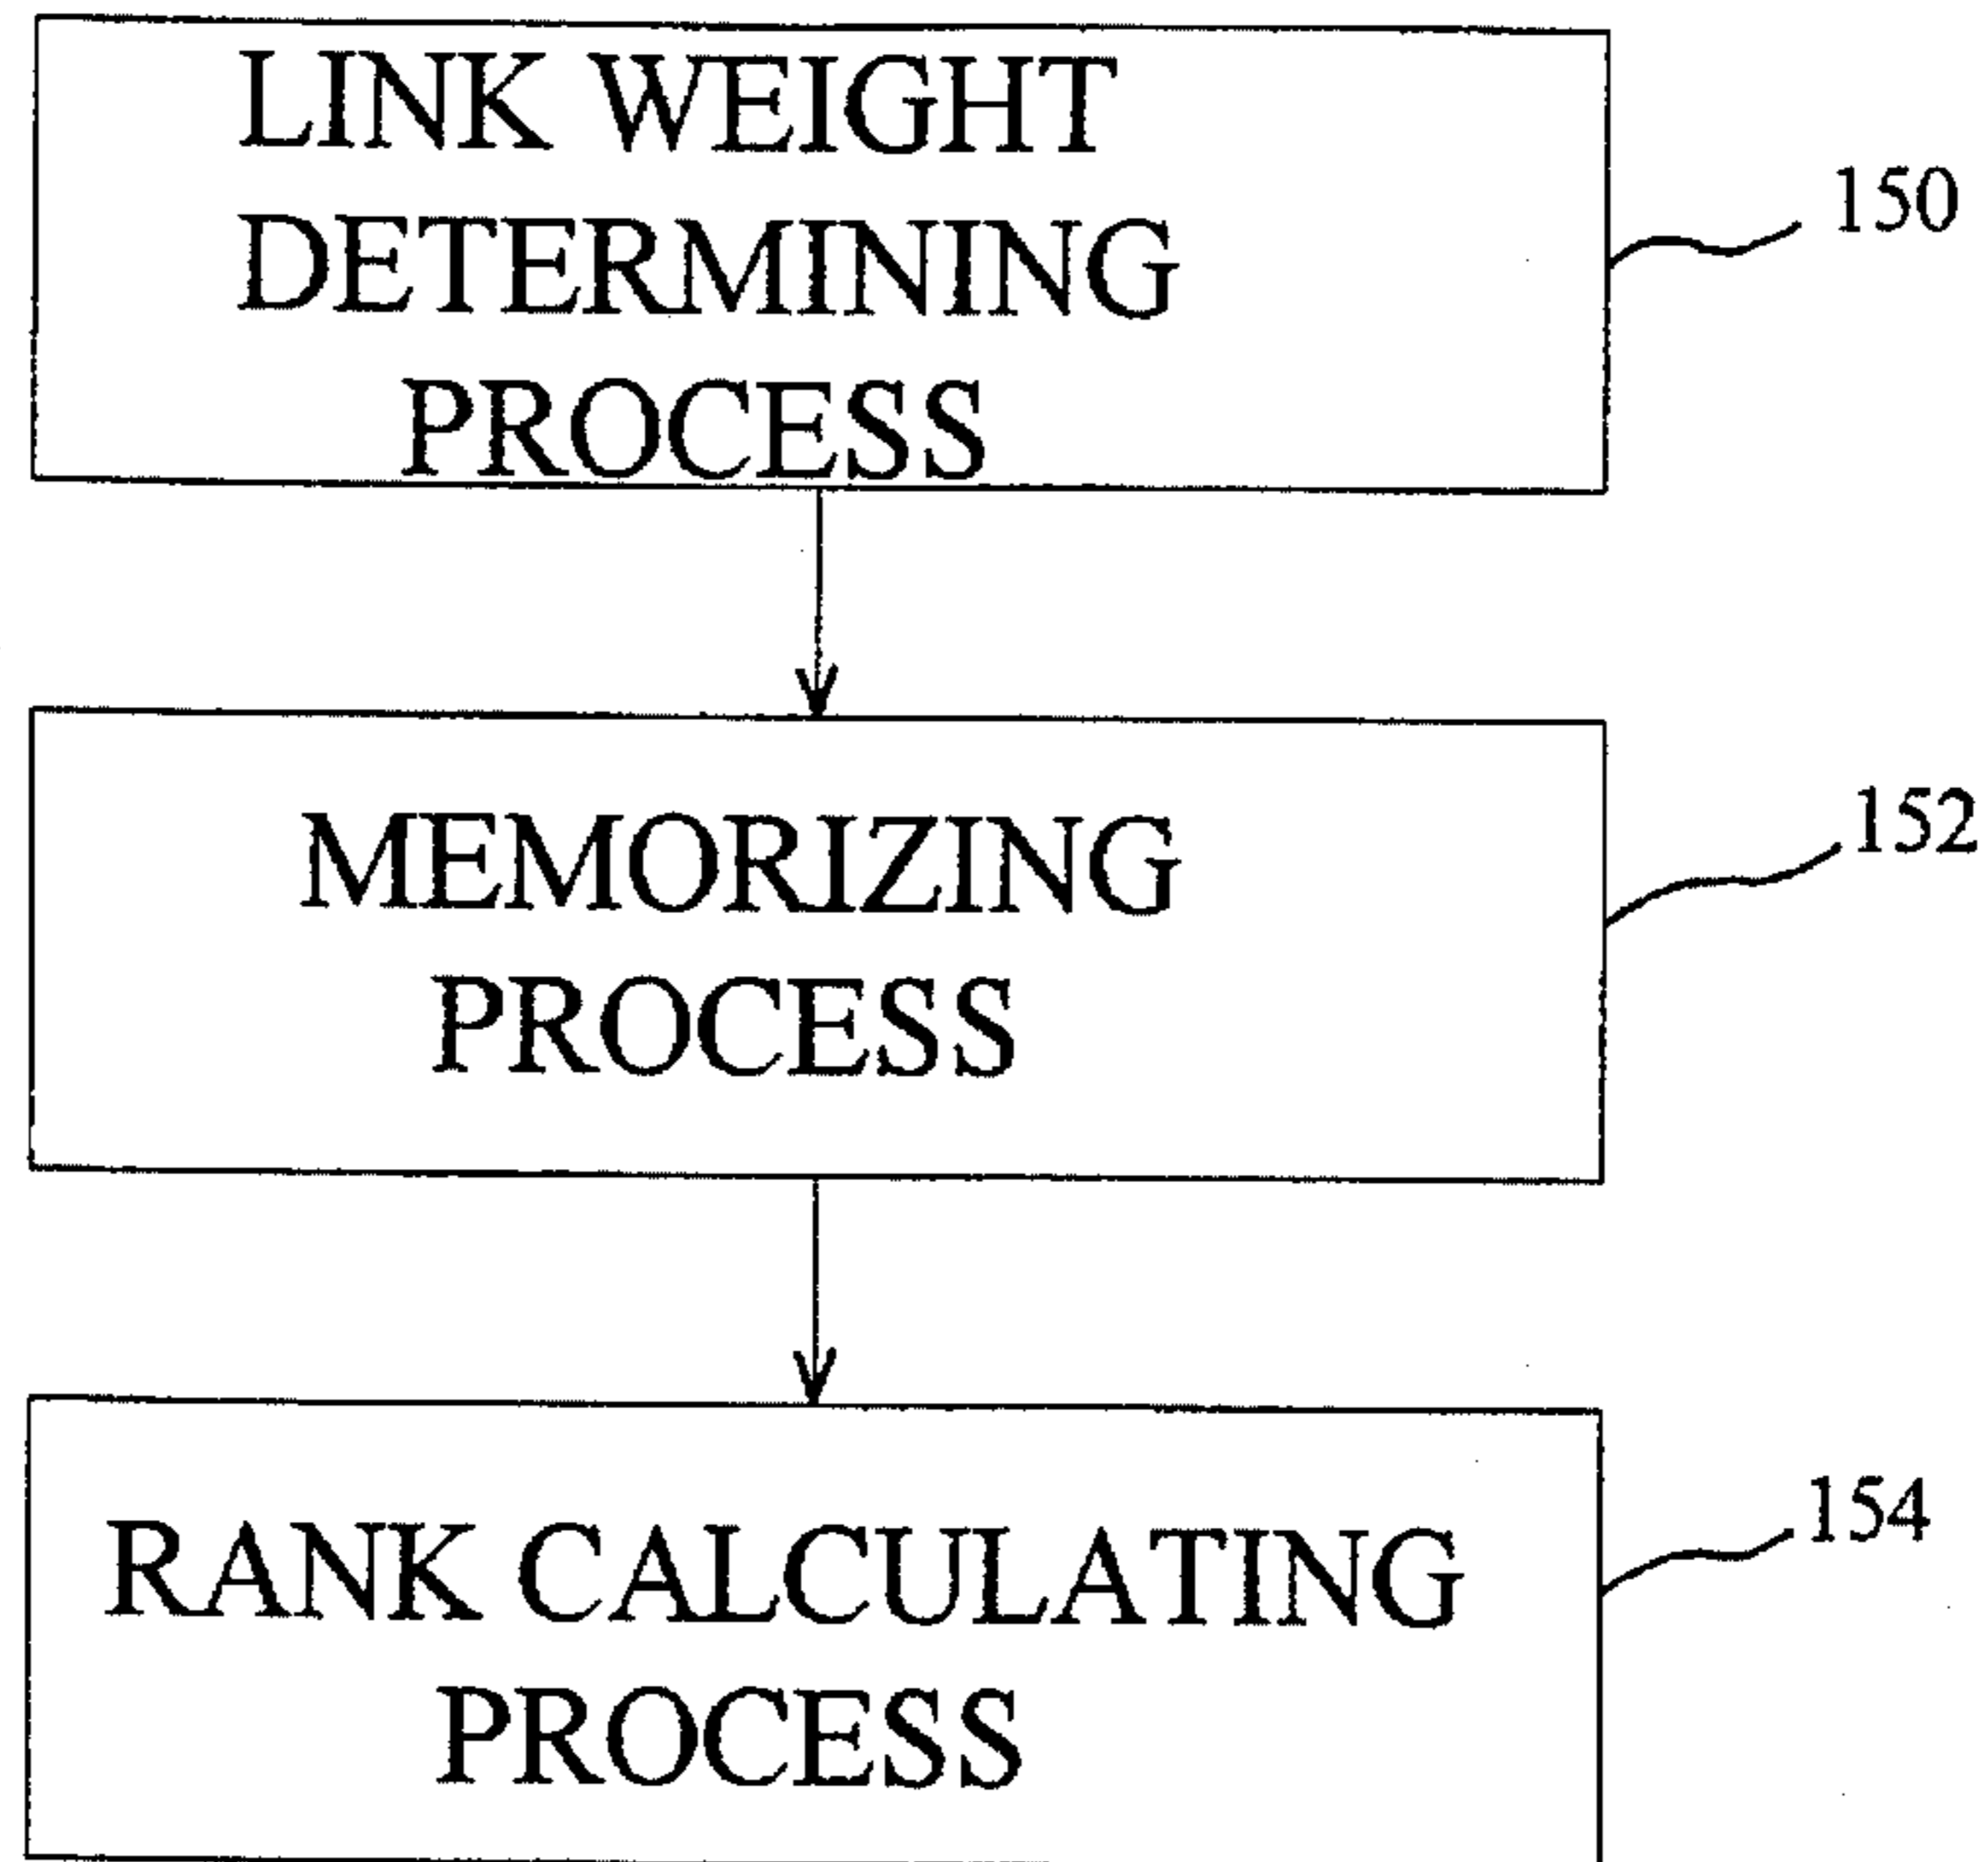 LINK WEIGHT
DETERMINING
PROCESS
150
MEMORIZING
PROCESS
152
RANK CALCULATING
PROCESS
154